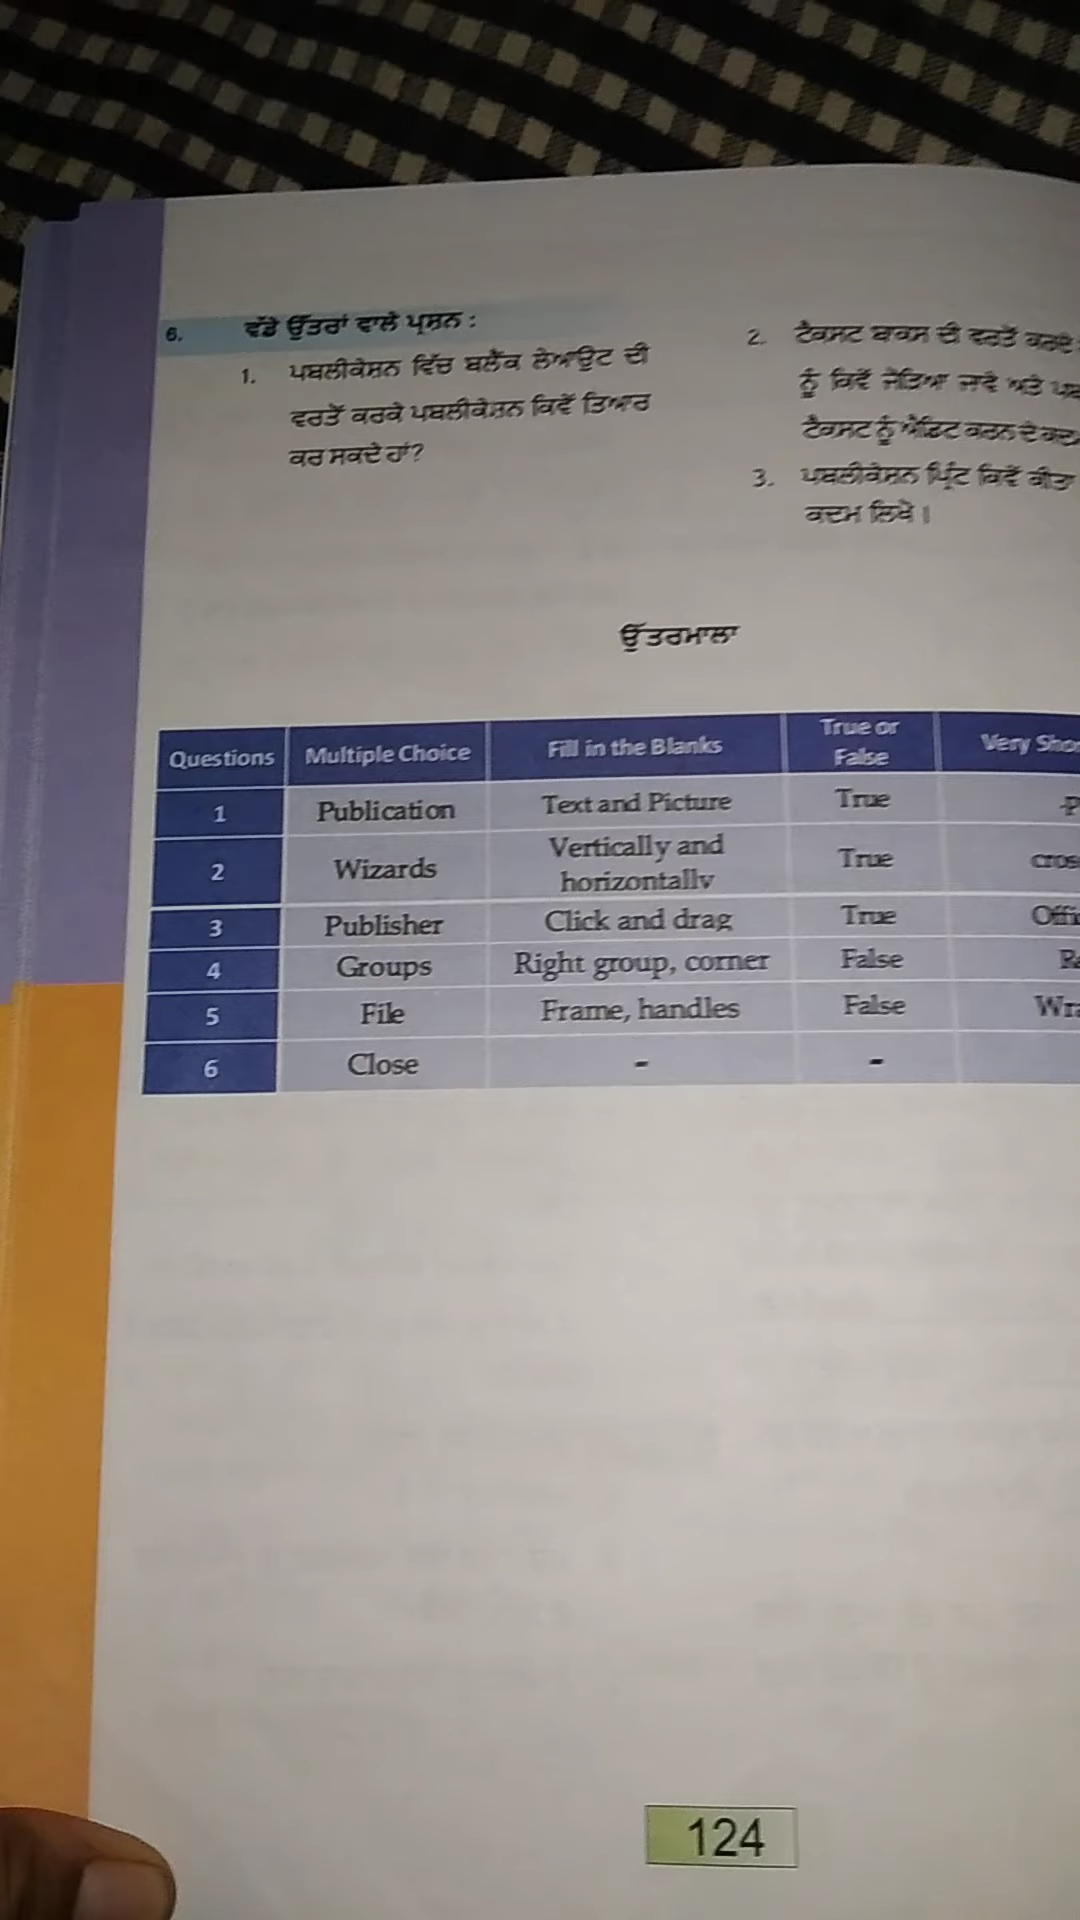 6. ਵੱਡੇ ਉੱਤਰਾਂ ਵਾਲੇ ਪ੍ਰਸ਼ਨ :
1. ਪਬਲੀਕੇਸ਼ਨ ਵਿੱਚ ਬਲੈਂਕ ਲੇਆਉਟ ਦੀ
ਵਰਤੋਂ ਕਰਕੇ ਪਬਲੀਕੇਸ਼ਨ ਕਿਵੇਂ ਤਿਆਰ
ਕਰ ਸਕਦੇ ਹਾਂ?
2. ਟੈਕਸਟ ਬਾਕਸ ਦੀ ਵਰਤੋਂ ਕਰਦੇ
ਨੂੰ ਕਿਵੇਂ ਜੋੜਿਆ ਜਾਵੇ ਅਤੇ
ਟੈਕਸਟ ਨੂੰ ਐਡਿਟ ਕਰਨ ਦੇ
3. ਪਬਲੀਕੇਸ਼ਨ ਪ੍ਰਿੰਟ ਕਿਵੇਂ ਕੀਤਾ
ਕਦਮ ਲਿਖੋ।
ਉੱਤਰਮਾਲਾ
Questions Multiple Choice Fill in the Blanks True or False Very
1 Publication Text and Picture True
2 Wizards Vertically and horizontally True
3 Publisher Click and drag True
4 Groups Right group, corner False
5 File Frame, handles False
6 Close - -
124